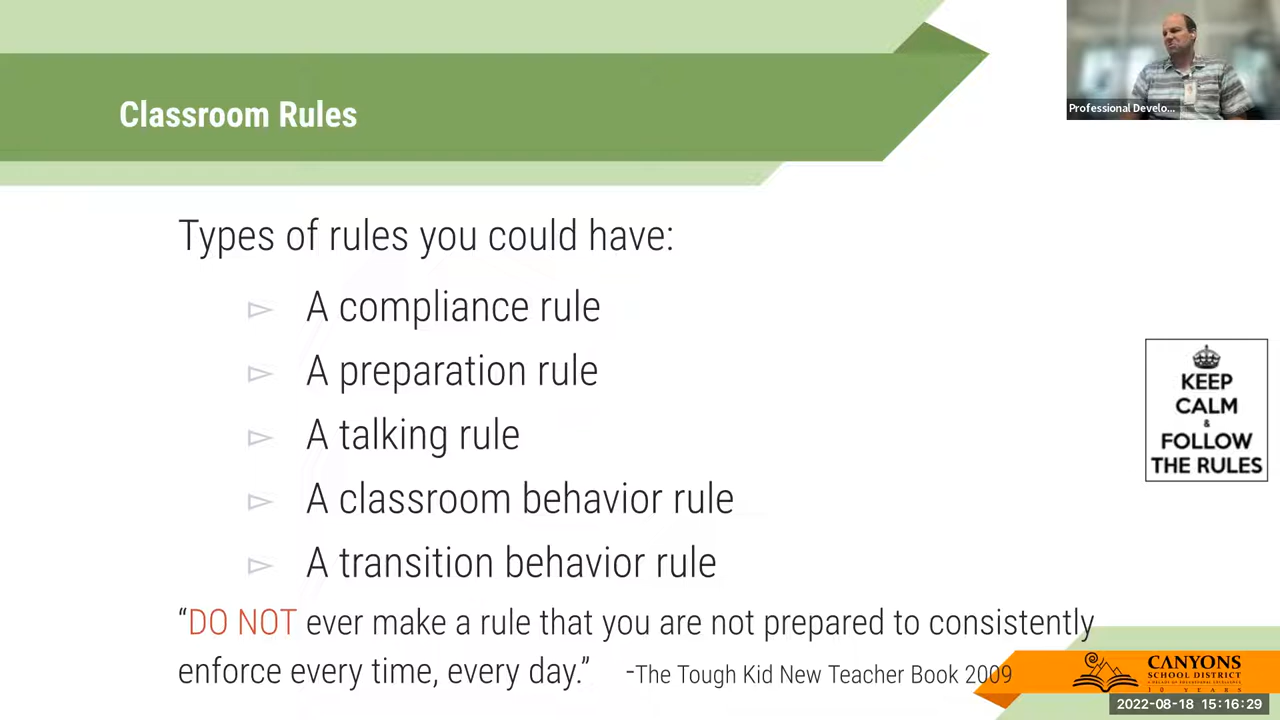 Professional Develo...
Classroom Rules
Types of rules you could have:
A compliance rule
A preparation rule
A talking rule
A classroom behavior rule
A transition behavior rule
“DO NOT ever make a rule that you are not prepared to consistently
enforce every time, every day.” -The Tough Kid New Teacher Book 2009
KEEP
CALM
&
FOLLOW
THE RULES
CANYONS
SCHOOL DISTRICT
10 YEARS
2022-08-18 15:16:29